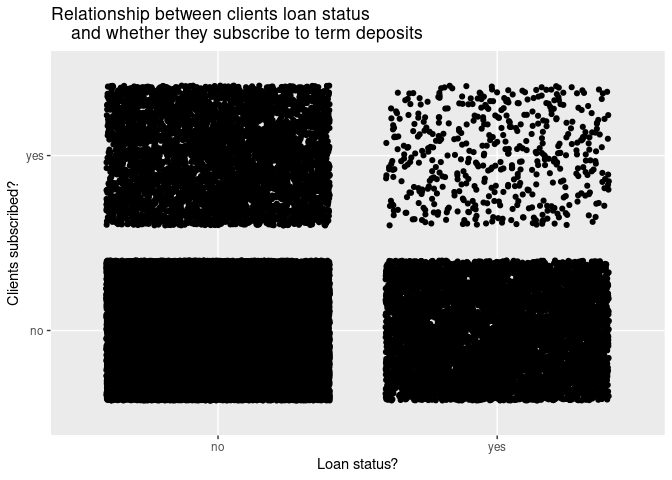 Relationship between clients loan status
and whether they subscribe to term deposits
Clients subscribed?
yes
no
no
yes
Loan status?